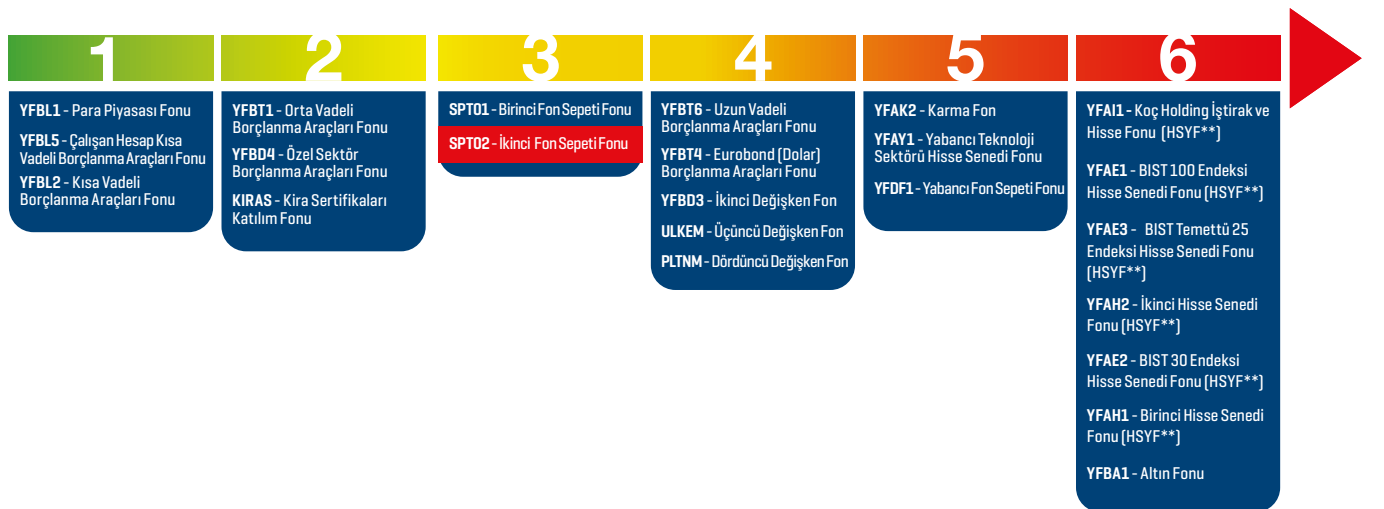 1
YFBL1 - Para Piyasası Fonu
YFBL5 - Çalışan Hesap Kısa
Vadeli Borçlanma Araçları Fonu
YFBL2 - Kısa Vadeli
Borçlanma Araçları Fonu
2
YFBT1 - Orta Vadeli
Borçlanma Araçları Fonu
YFBD4 - Özel Sektör
Borçlanma Araçları Fonu
KIRAS - Kira Sertifikaları
Katılım Fonu
3
SPT01 - Birinci Fon Sepeti Fonu
SPT02 - İkinci Fon Sepeti Fonu
4
YFBT6 - Uzun Vadeli
Borçlanma Araçları Fonu
YFBT4 - Eurobond (Dolar)
Borçlanma Araçları Fonu
YFBD3 - İkinci Değişken Fon
ULKEM - Üçüncü Değişken Fon
PLTNM - Dördüncü Değişken Fon
5
YFAK2 - Karma Fon
YFAY1 - Yabancı Teknoloji
Sektörü Hisse Senedi Fonu
YFDF1 - Yabancı Fon Sepeti Fonu
6
YFAI1 - Koç Holding İştirak ve
Hisse Fonu (HSYF**)
YFAE1 - BIST 100 Endeksi
Hisse Senedi Fonu (HSYF**)
YFAE3 - BIST Temettü 25
Endeksi Hisse Senedi Fonu
(HSYF**)
YFAH2 - İkinci Hisse Senedi
Fonu (HSYF**)
YFAE2 - BIST 30 Endeksi
Hisse Senedi Fonu (HSYF**)
YFAH1 - Birinci Hisse Senedi
Fonu (HSYF**)
YFBA1 - Altın Fonu